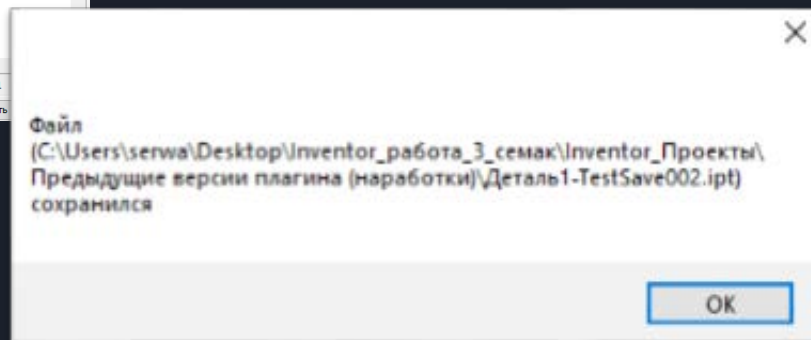 Файл
(C:\Users\serwa\Desktop\Inventor_работа_3_семак\Inventor_Проекты\
Предыдущие версии плагина (наработки)\Деталь1-TestSave002.ipt)
сохранился
OK